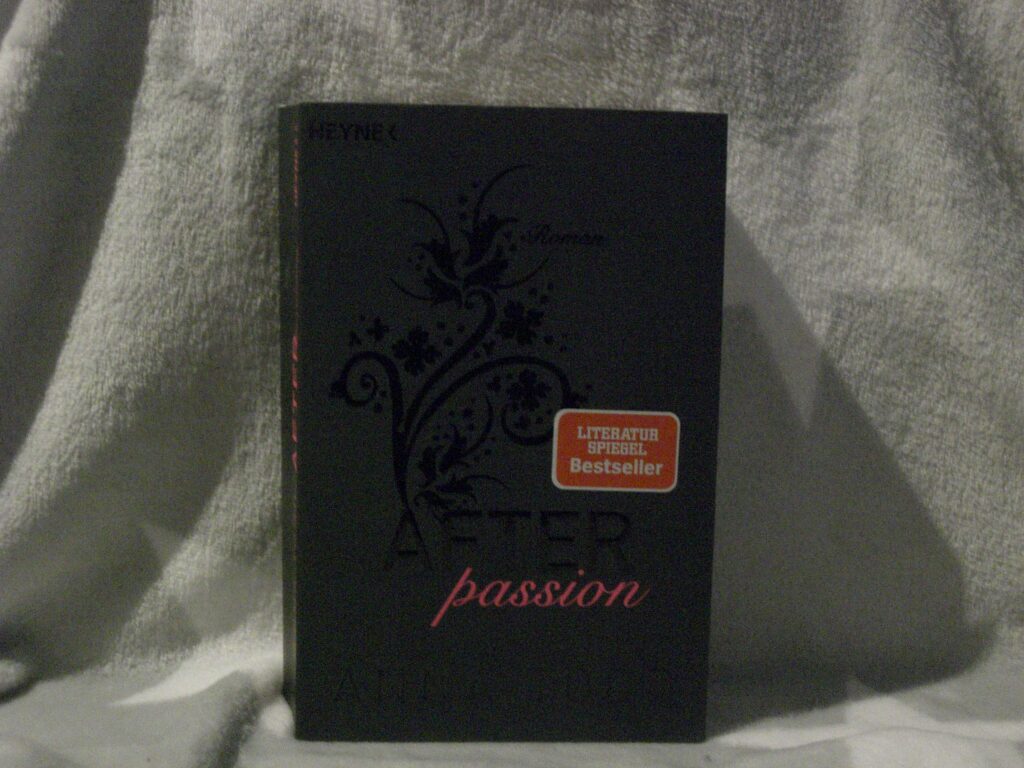 HEYNE
Roman
LITERATUR
SPIEGEL
Bestseller
AFTER
passion